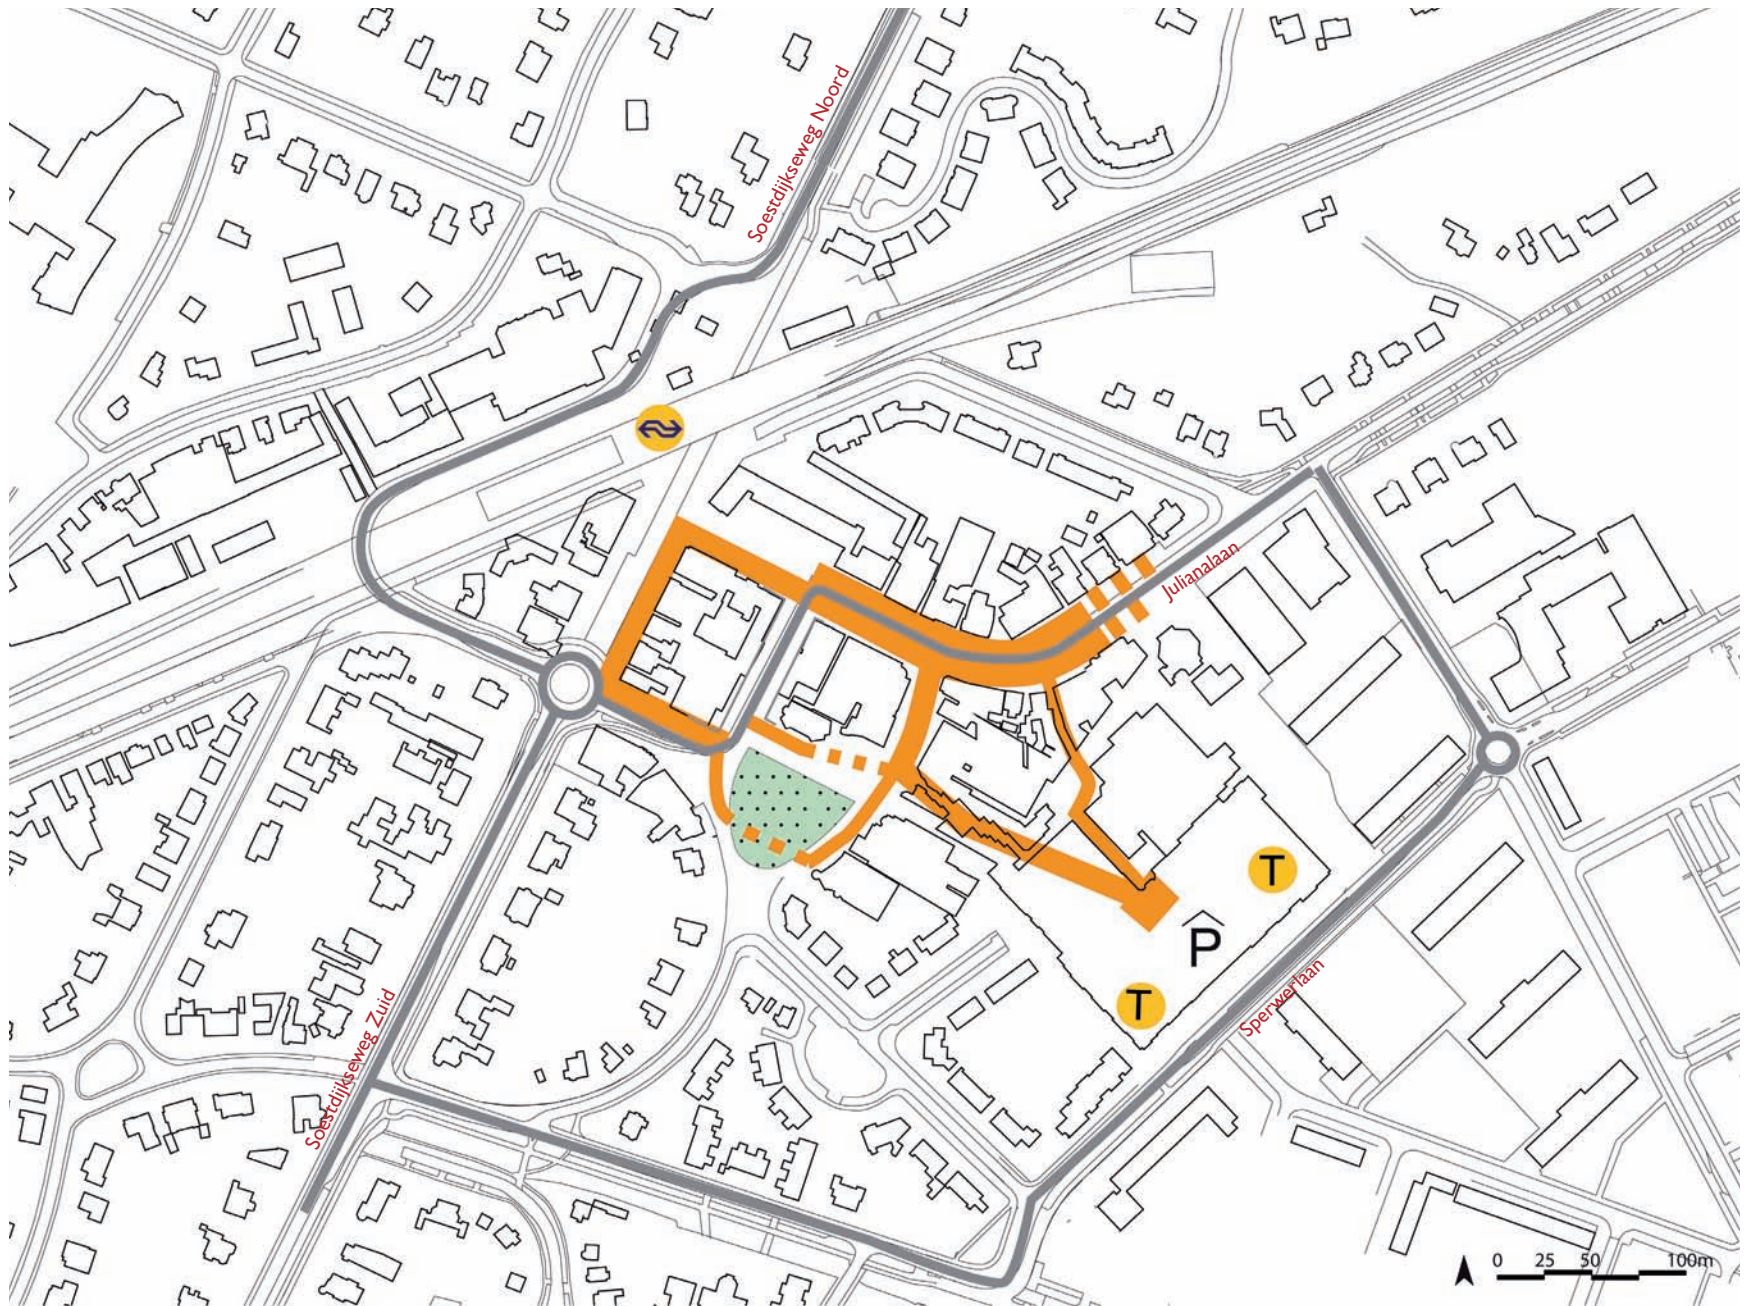 Soestdijkseweg Noord
Julianalaan
T
P
T
Sperwerlaan
Soestdijkseweg Zuid
0 25 50 100m